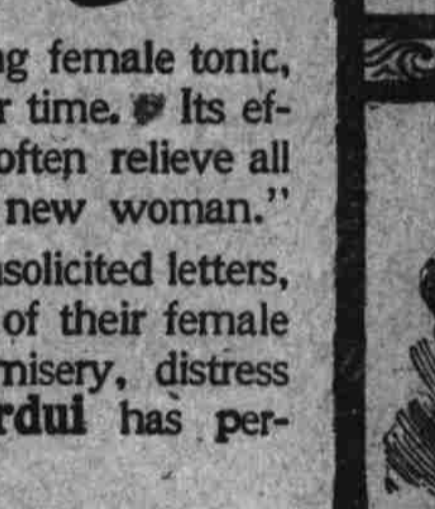 ng female tonic,
r time. Its ef-
often relieve all
new woman."
solicited letters,
of their female
misery, distress
rdui has per-